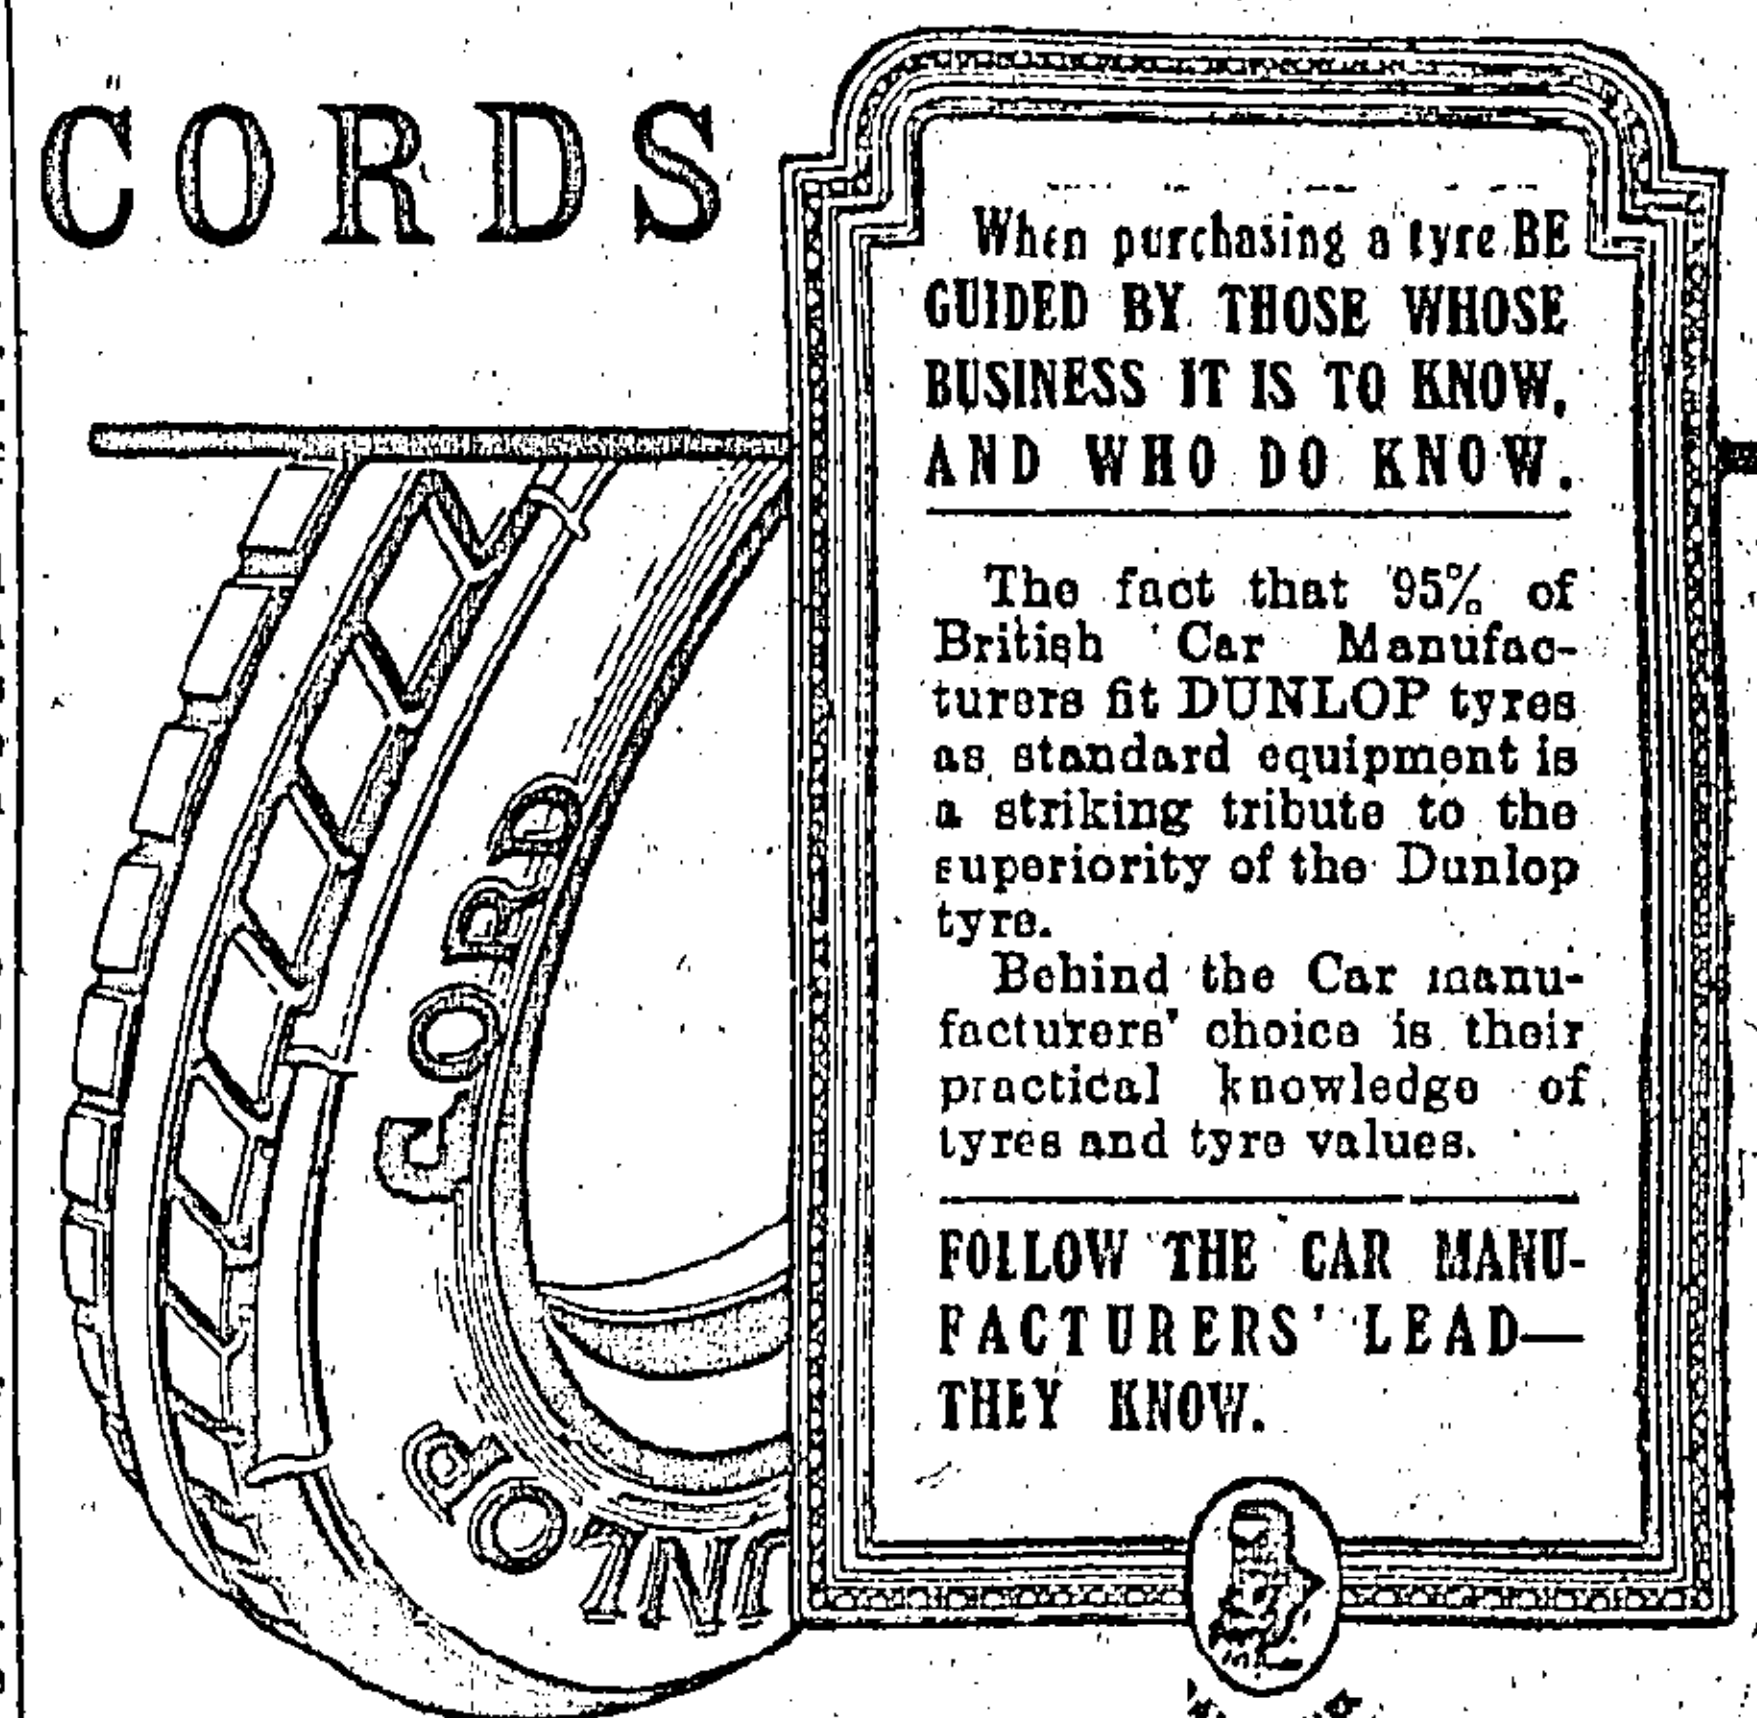 CORDS
When purchasing a tyre BE
GUIDED BY THOSE WHOSE
BUSINESS IT IS TO KNOW,
AND WHO DO KNOW.
The fact that 95% of
British Car Manufac-
turers fit DUNLOP tyres
as standard equipment is
a striking tribute to the
superiority of the Dunlop
tyre.
Behind the Car manu-
facturers' choice is their
practical knowledge of
tyres and tyre values.
FOLLOW THE CAR MANU-
FACTURERS' LEAD—
THEY KNOW.
CORD
UNLOP